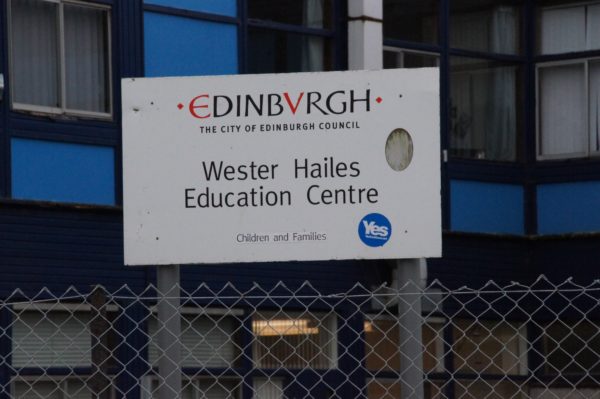 EDINBVRGH
THE CITY OF EDINBURGH COUNCIL
Wester Hailes
Education Centre
Children and Families
Yes